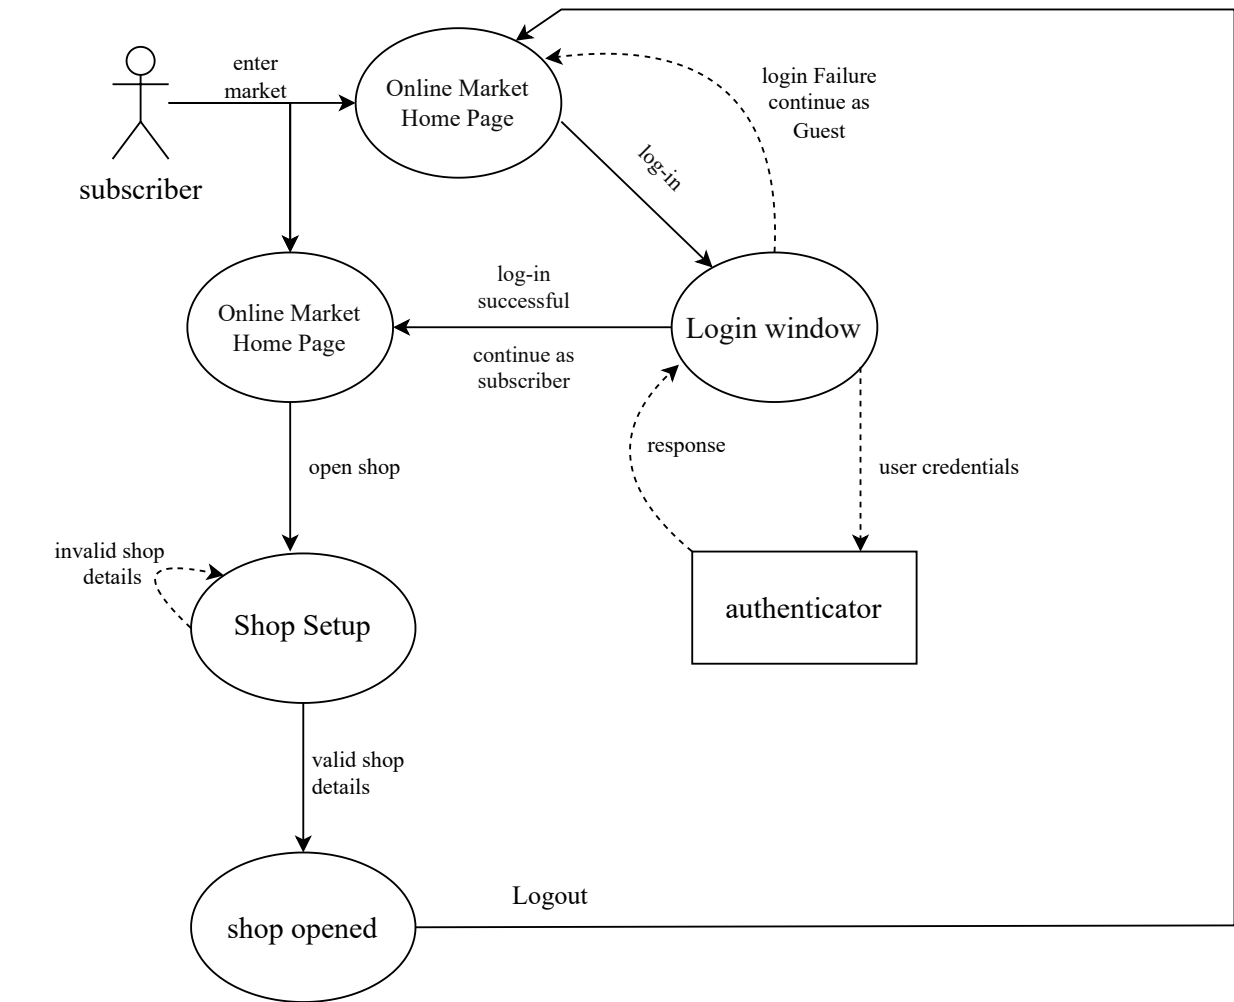 enter
market
Online Market
Home Page
login Failure
continue as
Guest
log-in
subscriber
Online Market
Home Page
log-in
successful
continue as
subscriber
Login window
response
user credentials
open shop
invalid shop
details
Shop Setup
authenticator
valid shop
details
shop opened
Logout